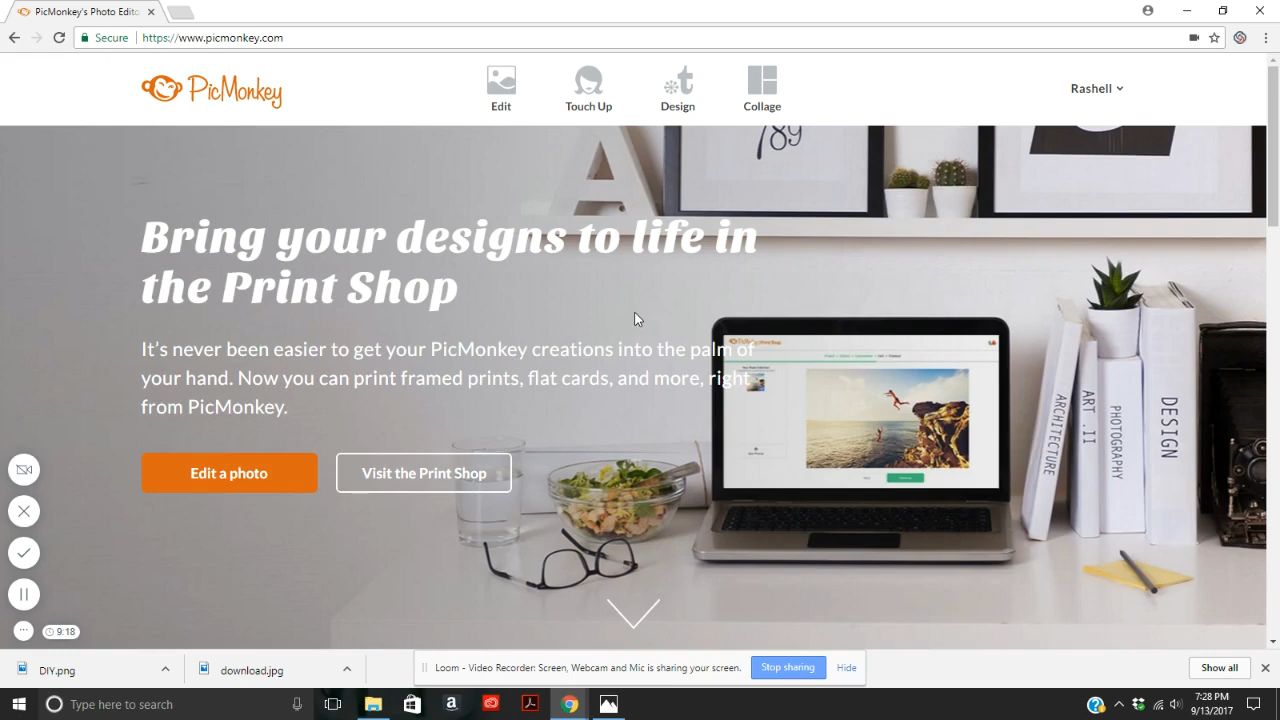 PicMonkey's Photo Edito
Secure
https://www.picmonkey.com
PicMonkey
Edit
Touch Up
Design
Collage
Rashell
789
A
Bring your designs to life in
the Print Shop
It's never been easier to get your PicMonkey creations into the palm of
your hand. Now you can print framed prints, flat cards, and more, right
from PicMonkey.
Edit a photo
Visit the Print Shop
ARCHITECTURE
ART .II
PHOTOGRAPHY
DESIGN
9:18
DIY.png
download.jpg
Loom - Video Recorder: Screen, Webcam and Mic is sharing your screen.
Stop sharing
Hide
Show all
Type here to search
7:28 PM
9/13/2017